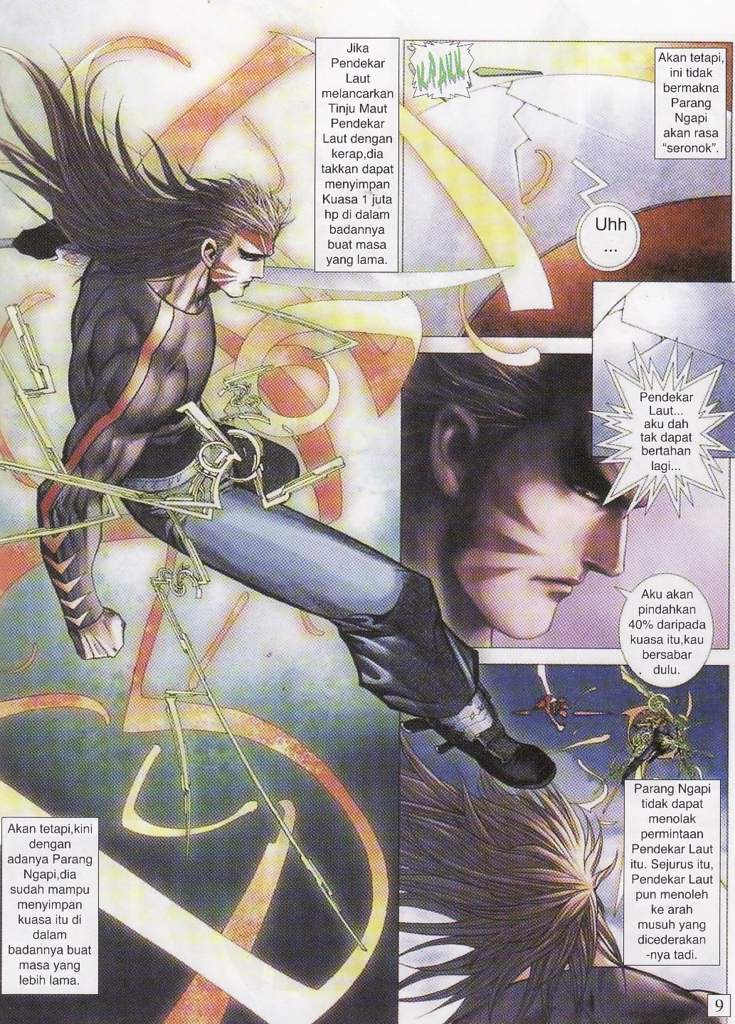 Jika
Pendekar
Laut
melancarkan
Tinju Maut
Pendekar
Laut dengan
kerap,dia
takkan dapat
menyimpan
Kuasa 1 juta
hp di dalam
badannya
buat masa
yang lama.
Akan tetapi,kini
dengan
adanya Parang
Ngapi,dia
sudah mampu
menyimpan
kuasa itu di
dalam
badannya buat
masa yang
lebih lama.
KRAKK
Akan tetapi,
ini tidak
bermakna
Parang
Ngapi
akan rasa
“seronok”.
Uhh
...
Pendekar
Laut...
aku dah
tak dapat
bertahan
lagi...
Aku akan
pindahkan
40% daripada
kuasa itu,kau
bersabar
dulu.
Parang Ngapi
tidak dapat
menolak
permintaan
Pendekar Laut
itu. Sejurus itu,
Pendekar Laut
pun menoleh
ke arah
musuh yang
dicederakan
-nya tadi.
9